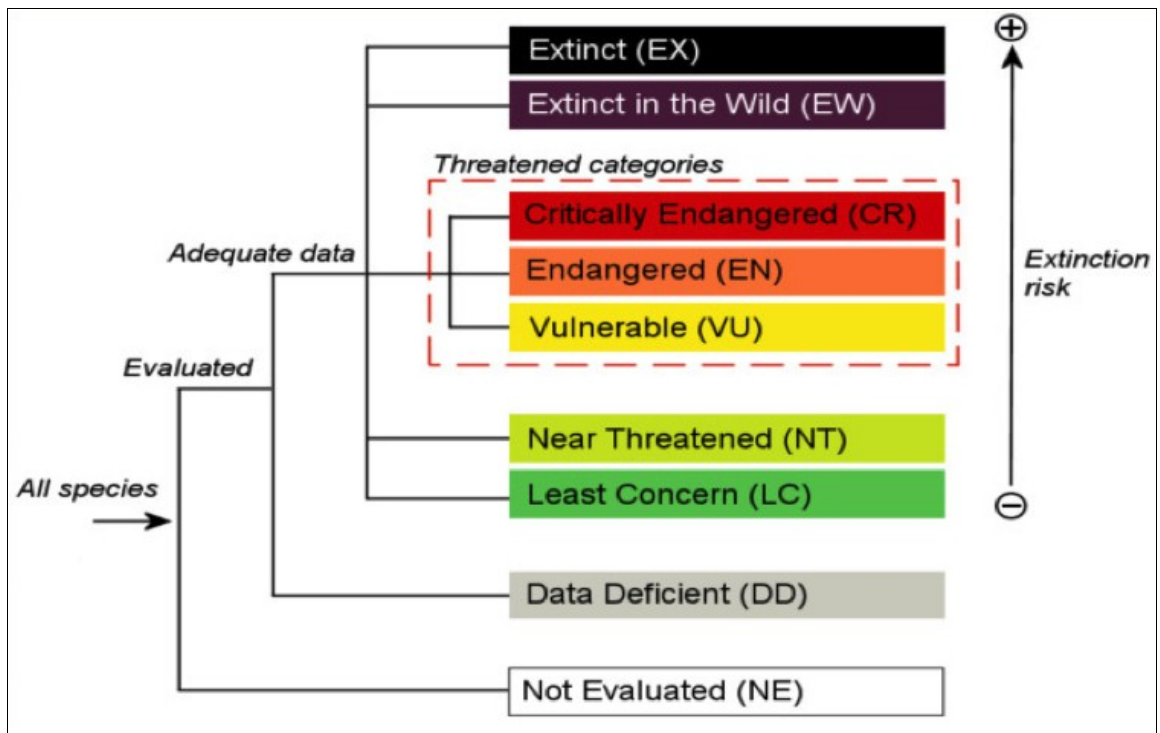 Extinct (EX)
Extinct in the Wild (EW)
Threatened categories
Critically Endangered (CR)
Adequate data
Endangered (EN)
Extinction
risk
Vulnerable (VU)
Evaluated
Near Threatened (NT)
All species
Least Concern (LC)
Data Deficient (DD)
Not Evaluated (NE)